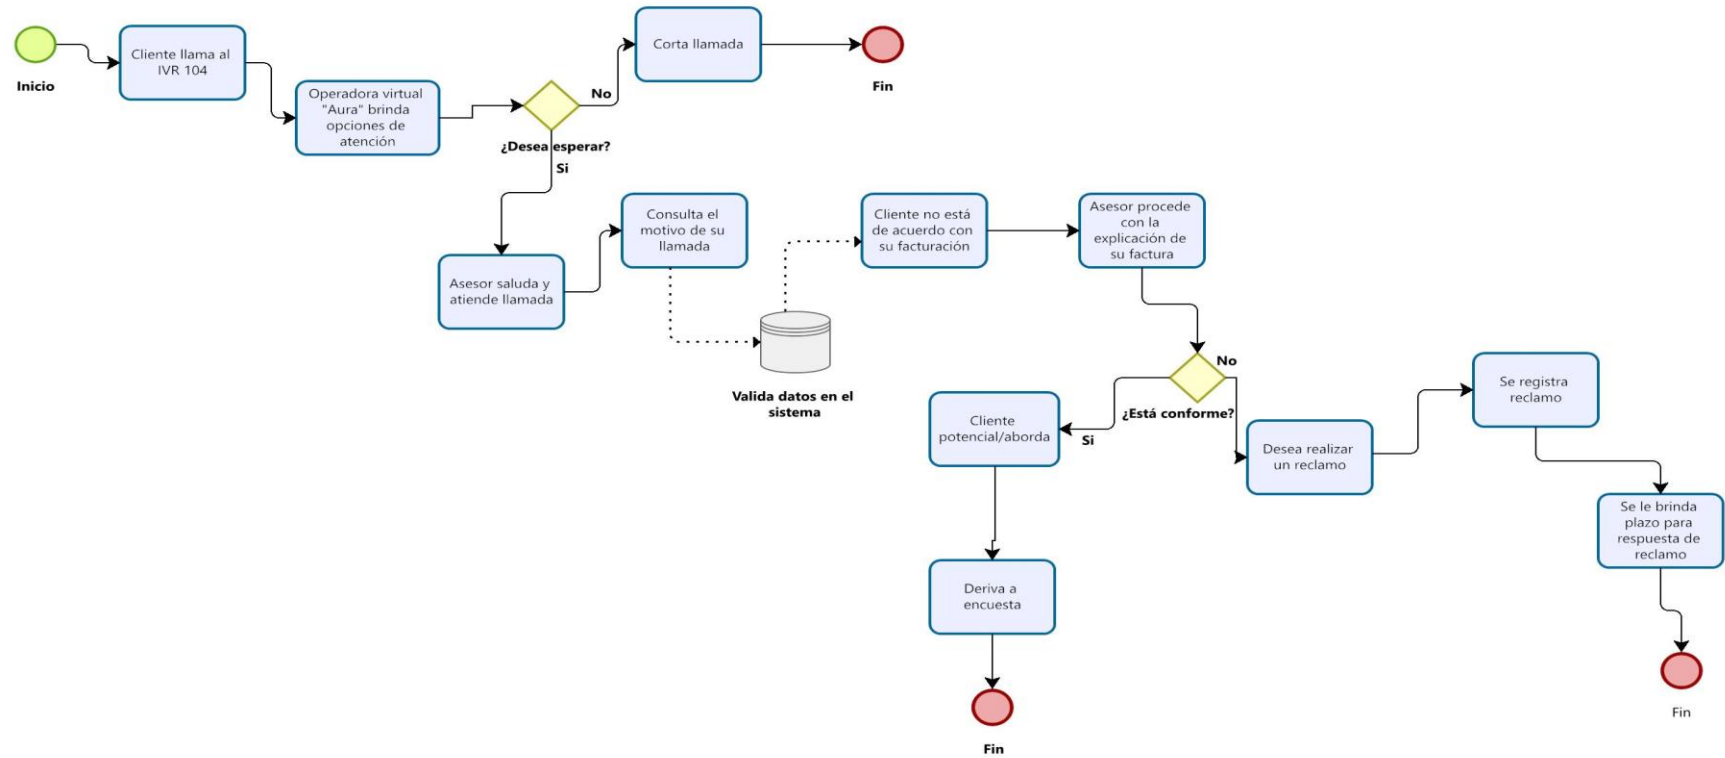 Inicio
Cliente llama al
IVR 104
Operadora virtual
"Aura" brinda
opciones de
atención
¿Desea esperar?
No
Corta llamada
Fin
Si
Asesor saluda y
atiende llamada
Consulta el
motivo de su
llamada
Valida datos en el
sistema
Cliente no está
de acuerdo con
su facturación
Asesor procede
con la
explicación de
su factura
¿Está conforme?
Si
Cliente
potencial/aborda
Deriva a
encuesta
Fin
No
Desea realizar
un reclamo
Se registra
reclamo
Se le brinda
plazo para
respuesta de
reclamo
Fin